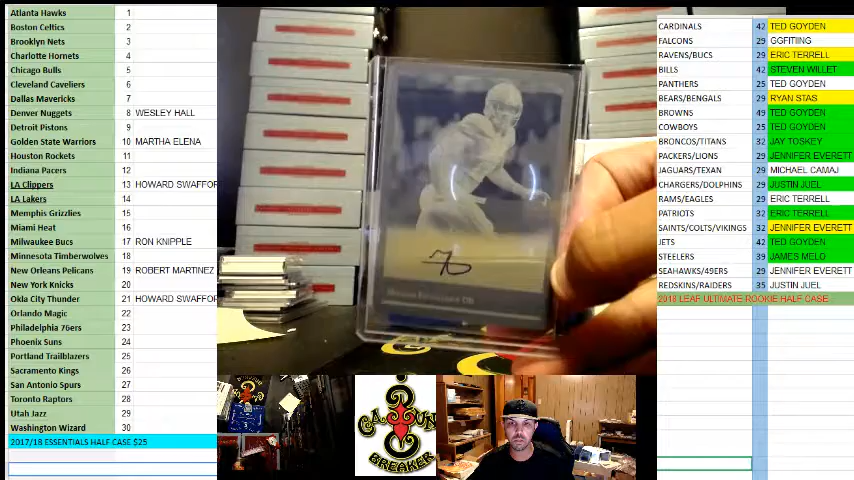 Atlanta Hawks 1
Boston Celtics 2
Brooklyn Nets 3
Charlotte Hornets 4
Chicago Bulls 5
Cleveland Cavaliers 6
Dallas Mavericks 7
Denver Nuggets 8 WESLEY HALL
Detroit Pistons 9
Golden State Warriors 10 MARTHA ELENA
Houston Rockets 11
Indiana Pacers 12
LA Clippers 13 HOWARD SWAFFOR
LA Lakers 14
Memphis Grizzlies 15
Miami Heat 16
Milwaukee Bucs 17 RON KNIPPLE
Minnesota Timberwolves 18
New Orleans Pelicans 19 ROBERT MARTINEZ
New York Knicks 20
Okla City Thunder 21 HOWARD SWAFFOR
Orlando Magic 22
Philadelphia 76ers 23
Phoenix Suns 24
Portland Trailblazers 25
Sacramento Kings 26
San Antonio Spurs 27
Toronto Raptors 28
Utah Jazz 29
Washington Wizard 30
2017/18 ESSENTIALS HALF CASE $25
CAJUN
BREAKER
CARDINALS 42 TED GOYDEN
FALCONS 29 GGFITIING
RAVENS/BUCS 29 ERIC TERRELL
BILLS 42 STEVEN WILLET
PANTHERS 25 TED GOYDEN
BEARS/BENGALS 29 RYAN STAS
BROWNS 49 TED GOYDEN
COWBOYS 25 TED GOYDEN
BRONCOS/TITANS 32 JAY TOSKEY
PACKERS/LIONS 29 JENNIFER EVERETT
JAGUARS/TEXAN 29 MICHAEL CAMAJ
CHARGERS/DOLPHINS 29 JUSTIN JUEL
RAMS/EAGLES 29 ERIC TERRELL
PATRIOTS 32 ERIC TERRELL
SAINTS/COLTS/VIKINGS 32 JENNIFER EVERETT
JETS 42 TED GOYDEN
STEELERS 39 JAMES MELO
SEAHAWKS/49ERS 29 JENNIFER EVERETT
REDSKINS/RAIDERS 35 JUSTIN JUEL
2018 LEAF ULTIMATE ROOKIE HALF CASE